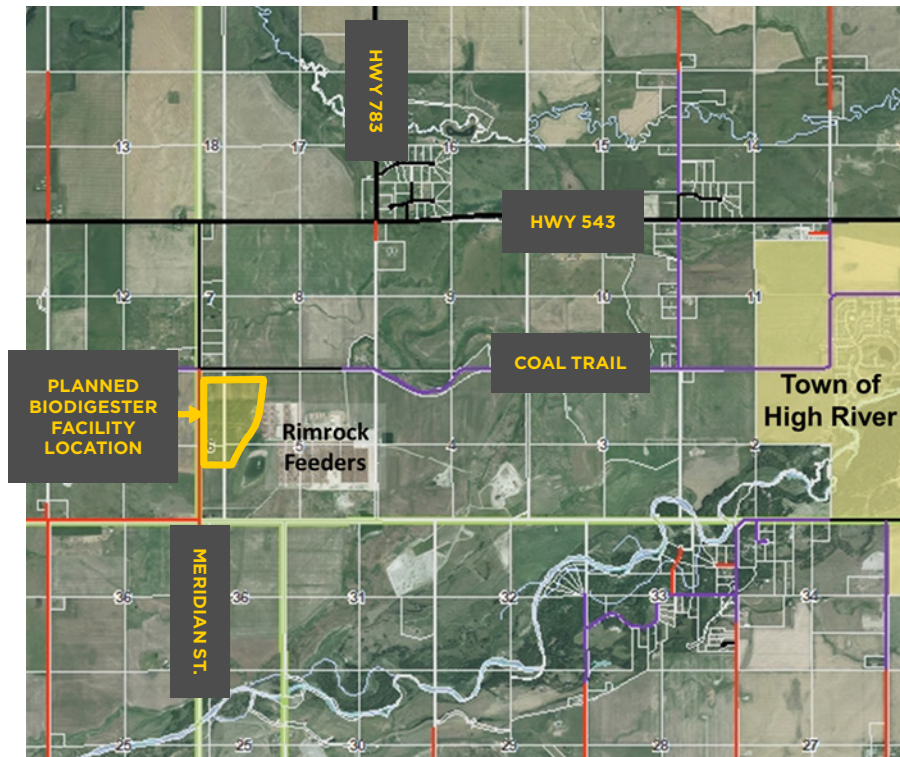 HWY 783
13
18
17
16
15
14
HWY 543
12
7
8
9
10
11
COAL TRAIL
PLANNED
BIODIGESTER
FACILITY
LOCATION
Town of
High River
Rimrock
Feeders
6
5
4
3
2
MERIDIAN ST.
36
36
31
32
33
34
25
25
30
29
28
27